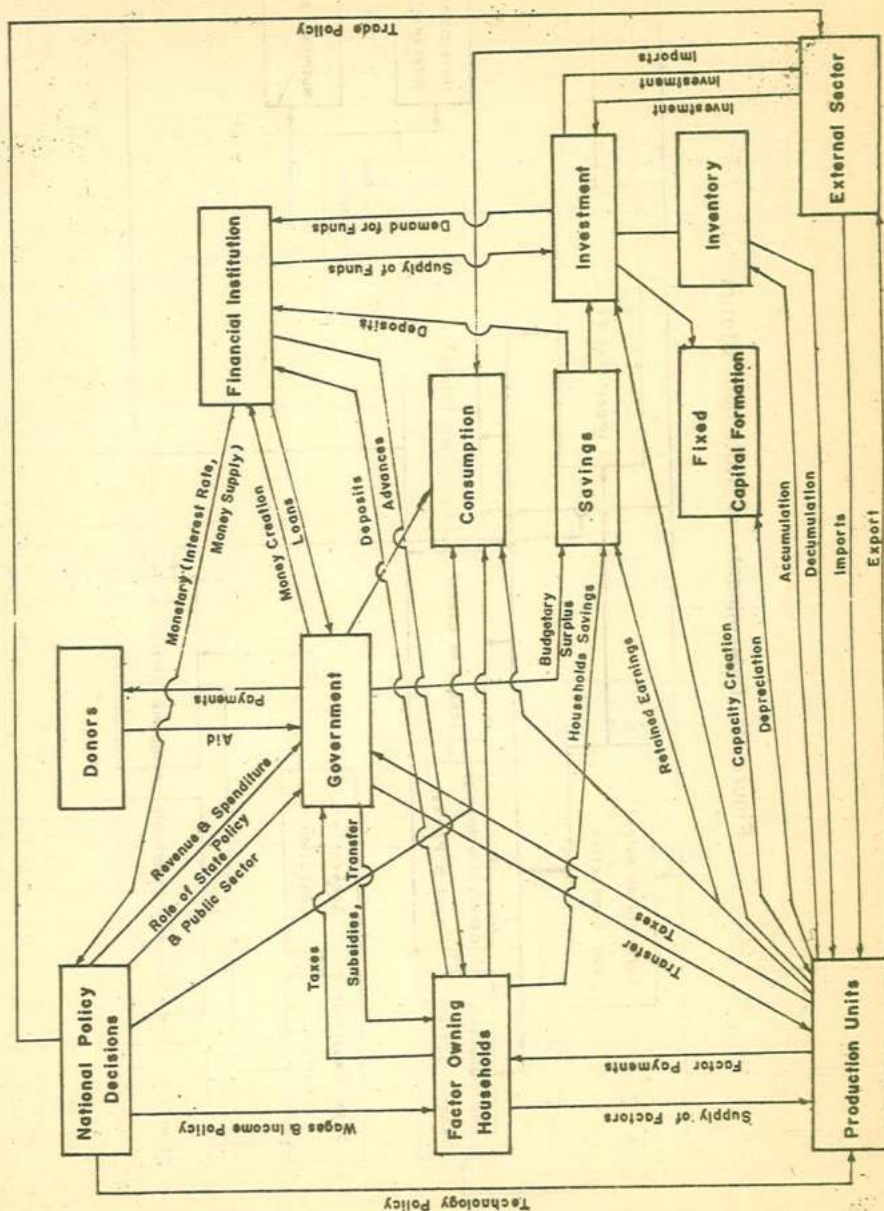 Trade Policy
National Policy
Decisions
Donors
Financial Institution
Monetary (Interest Rate,
Money Supply)
Money Creation
Loans
Revenue & Spenditure
Role of State Policy
& Public Sector
Aid
Payments
Government
Deposits
Advances
Deposits
Supply of Funds
Demand for Funds
Imports
Investment
Investment
Technology Policy
Wages & Income Policy
Taxes
Subsidies, Transfer
Budgetary
Surplus
Households Savings
Consumption
Savings
Investment
Factor Owning
Households
Retained Earnings
Fixed
Capital Formation
Inventory
Supply of Factors
Factor Payments
Transfer
Taxes
Capacity Creation
Depreciation
Accumulation
Decumulation
Imports
Export
Production Units
External Sector